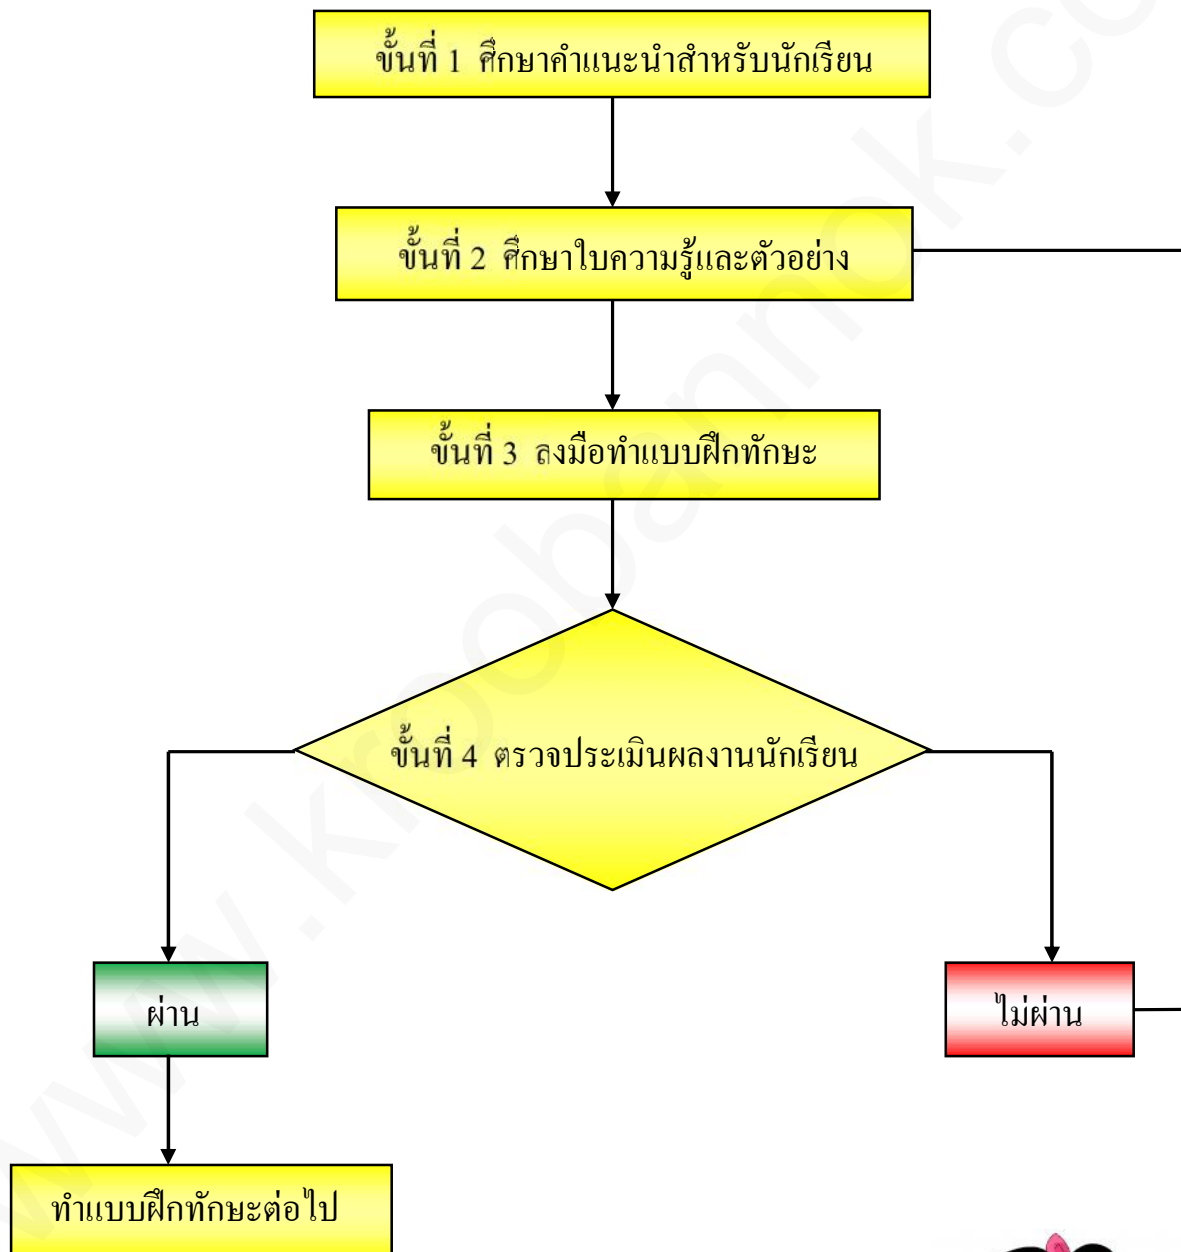 ขั้นที่ 1 ศึกษาคำแนะนำสำหรับนักเรียน
ขั้นที่ 2 ศึกษาใบความรู้และตัวอย่าง
ขั้นที่ 3 ลงมือทำแบบฝึกทักษะ
ขั้นที่ 4 ตรวจประเมินผลงานนักเรียน
ผ่าน
ไม่ผ่าน
ทำแบบฝึกทักษะต่อไป
www.kroobannok.co